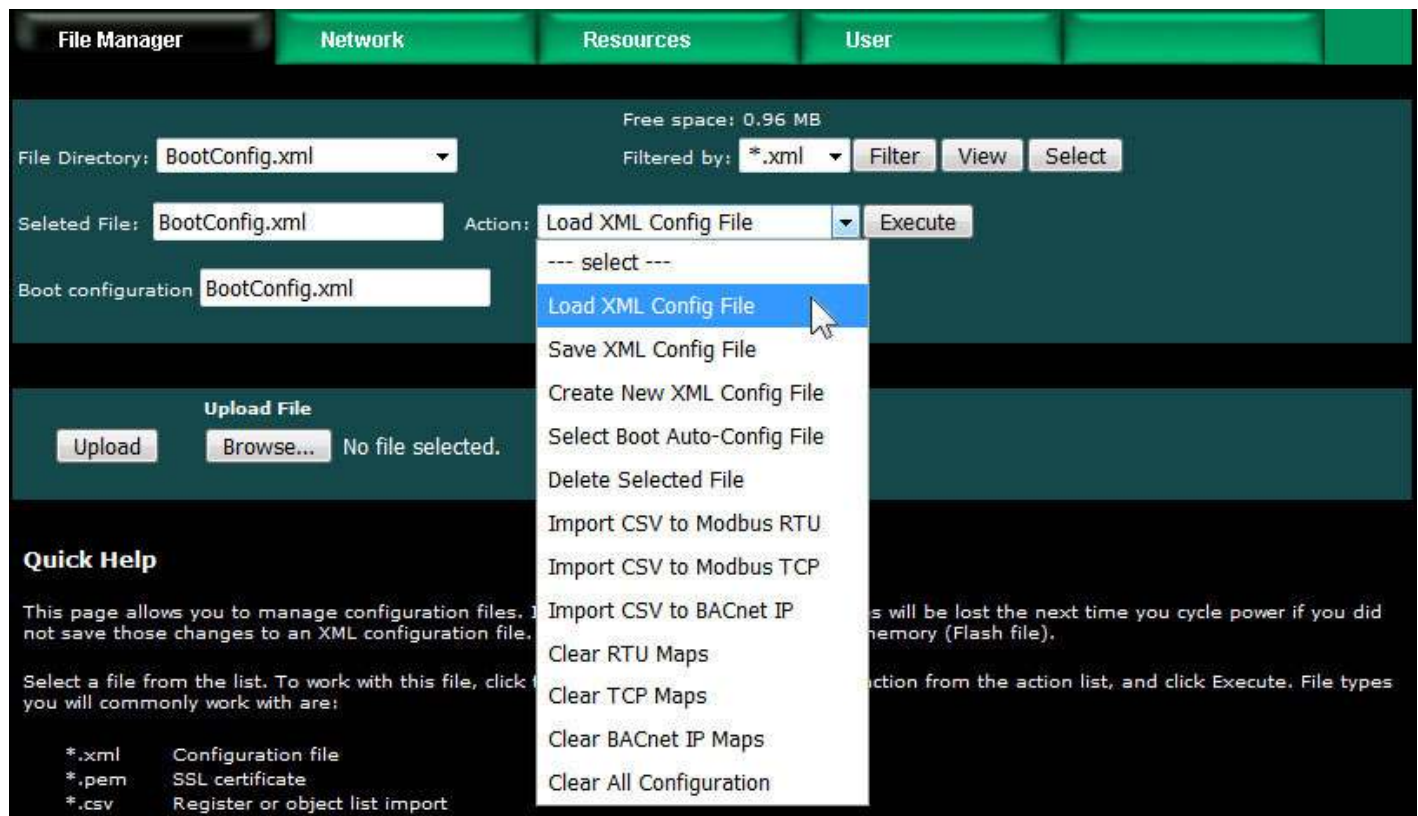 File Manager Network Resources User
Free space: 0.96 MB
File Directory: BootConfig.xml Filtered by: *.xml Filter View Select
Seleted File: BootConfig.xml Action: Load XML Config File Execute
--- select ---
Boot configuration BootConfig.xml
Load XML Config File
Save XML Config File
Create New XML Config File
Upload File
Select Boot Auto-Config File
Upload Browse... No file selected.
Delete Selected File
Import CSV to Modbus RTU
Quick Help
Import CSV to Modbus TCP
This page allows you to manage configuration files. Import CSV to BACnet IP s will be lost the next time you cycle power if you did
not save those changes to an XML configuration file. emory (Flash file).
Clear RTU Maps
Select a file from the list. To work with this file, click ction from the action list, and click Execute. File types
Clear TCP Maps
you will commonly work with are:
Clear BACnet IP Maps
*.xml Configuration file
*.pem SSL certificate
Clear All Configuration
*.csv Register or object list import